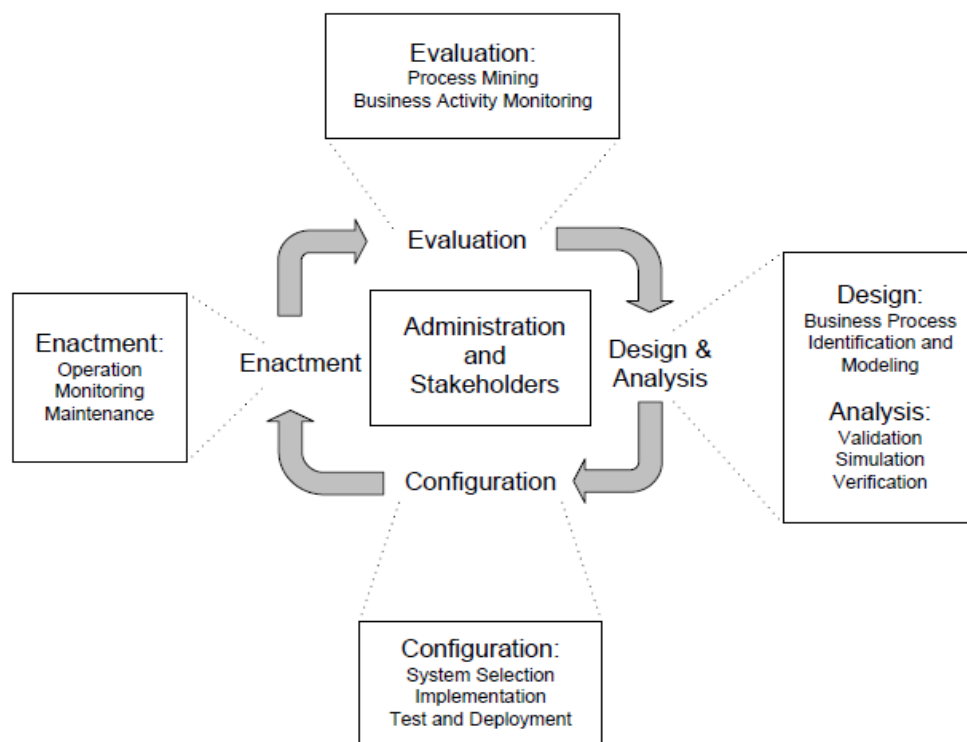 Evaluation:
Process Mining
Business Activity Monitoring
Evaluation
Enactment:
Operation
Monitoring
Maintenance
Enactment
Administration
and
Stakeholders
Design &
Analysis
Design:
Business Process
Identification and
Modeling
Analysis:
Validation
Simulation
Verification
Configuration
Configuration:
System Selection
Implementation
Test and Deployment